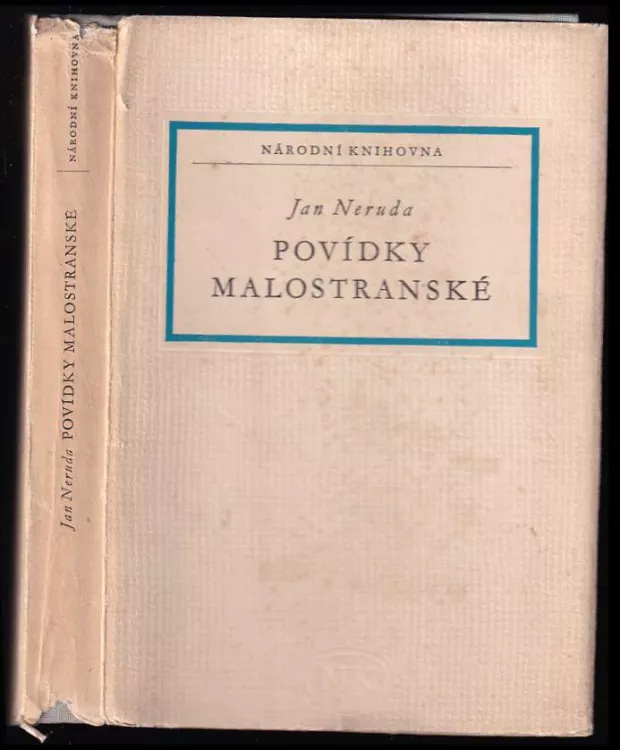 NÁRODNÍ KNIHOVNA
Jan Neruda
POVÍDKY
MALOSTRANSKÉ
Jan Neruda POVÍDKY MALOSTRANSKÉ NÁRODNÍ KNIHOVNA